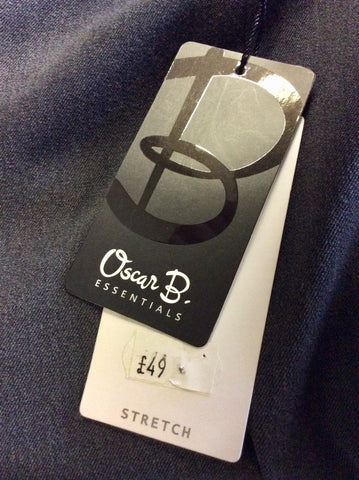 Oscar B.
ESSENTIALS
£49
STRETCH